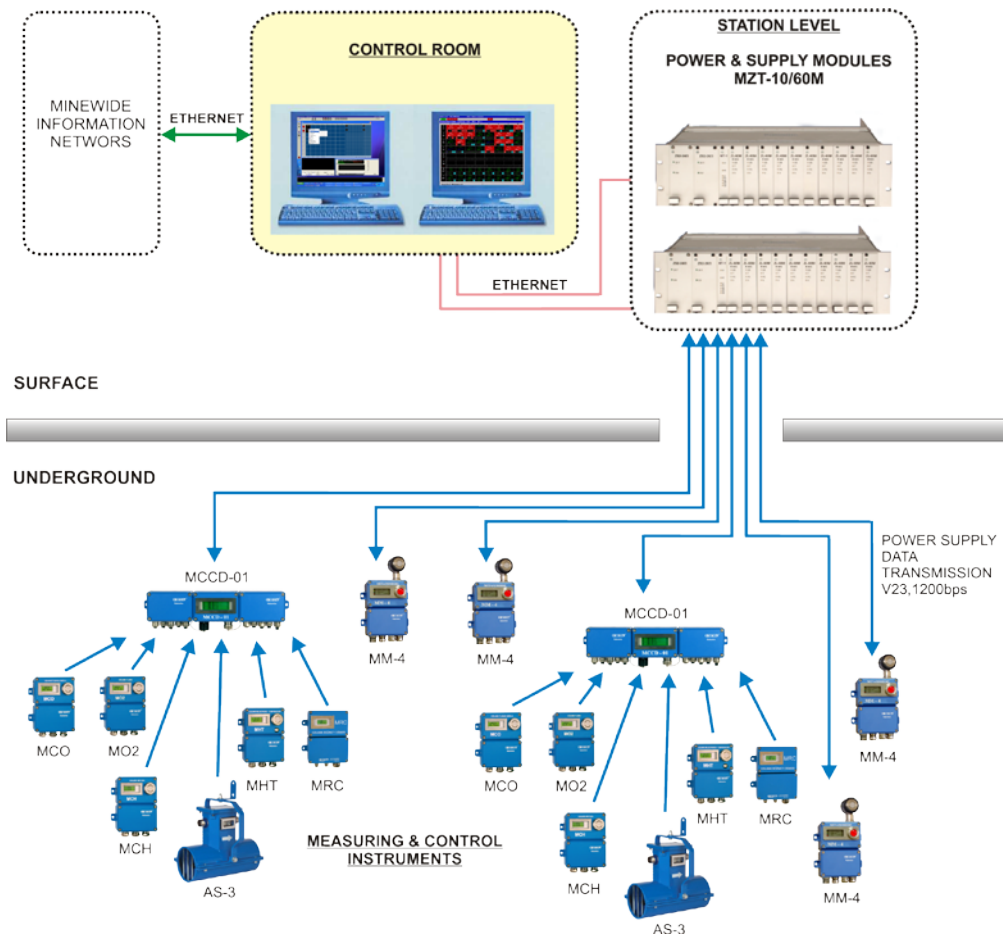 STATION LEVEL
POWER & SUPPLY MODULES
MZT-10/60M
CONTROL ROOM
MINEWIDE
INFORMATION
NETWORS
ETHERNET
ETHERNET
SURFACE
UNDERGROUND
POWER SUPPLY
DATA
TRANSMISSION
V23,1200bps
MCCD-01
MCCD-01
MM-4
MM-4
MCO
MO2
MCH
AS-3
MHT
MRC
MCO
MO2
MCH
AS-3
MHT
MRC
MM-4
MM-4
MEASURING & CONTROL
INSTRUMENTS